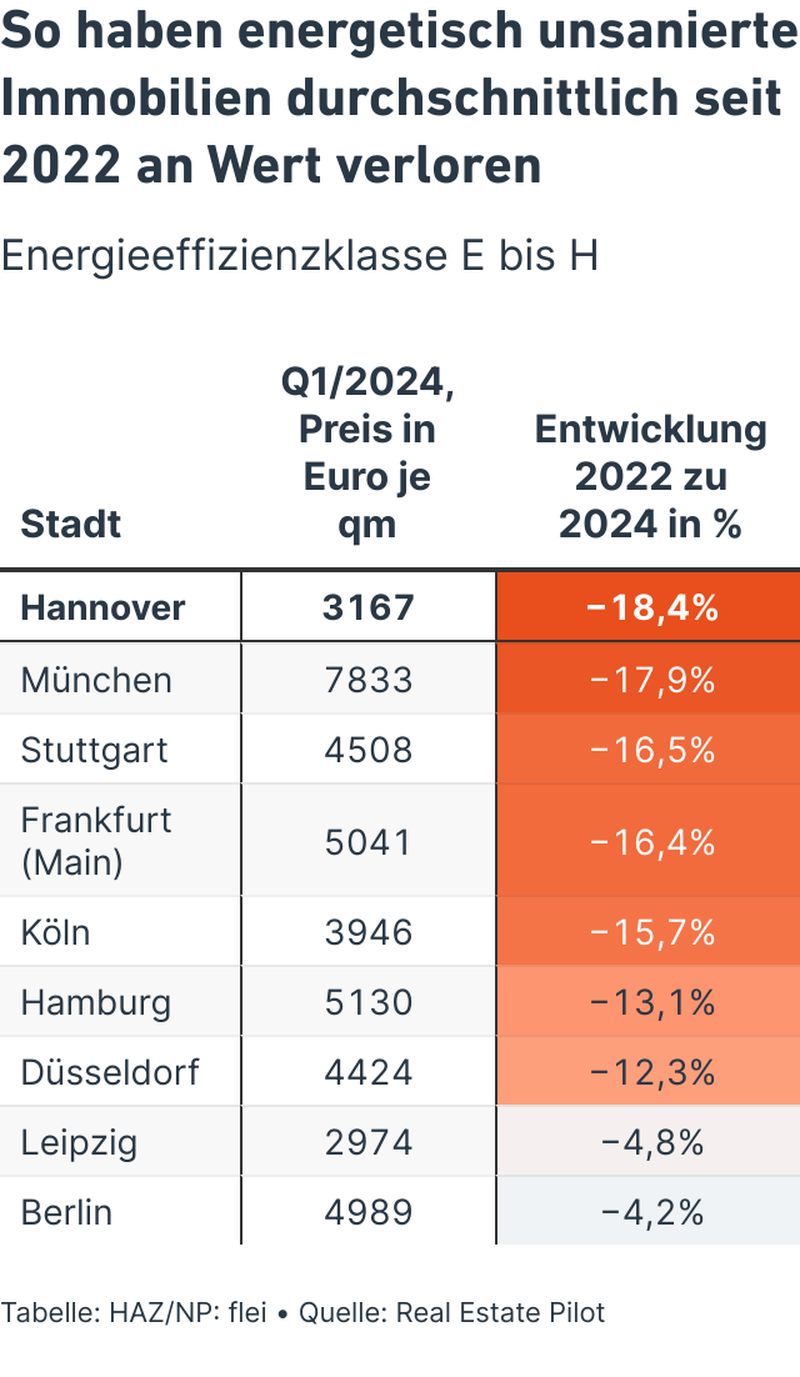 So haben energetisch unsanierte
Immobilien durchschnittlich seit
2022 an Wert verloren
Energieeffizienzklasse E bis H
Stadt
Q1/2024,
Preis in
Euro je
qm
Entwicklung
2022 zu
2024 in %
Hannover 3167 −18,4%
München 7833 −17,9%
Stuttgart 4508 −16,5%
Frankfurt
(Main) 5041 −16,4%
Köln 3946 −15,7%
Hamburg 5130 −13,1%
Düsseldorf 4424 −12,3%
Leipzig 2974 −4,8%
Berlin 4989 −4,2%
Tabelle: HAZ/NP: flei • Quelle: Real Estate Pilot